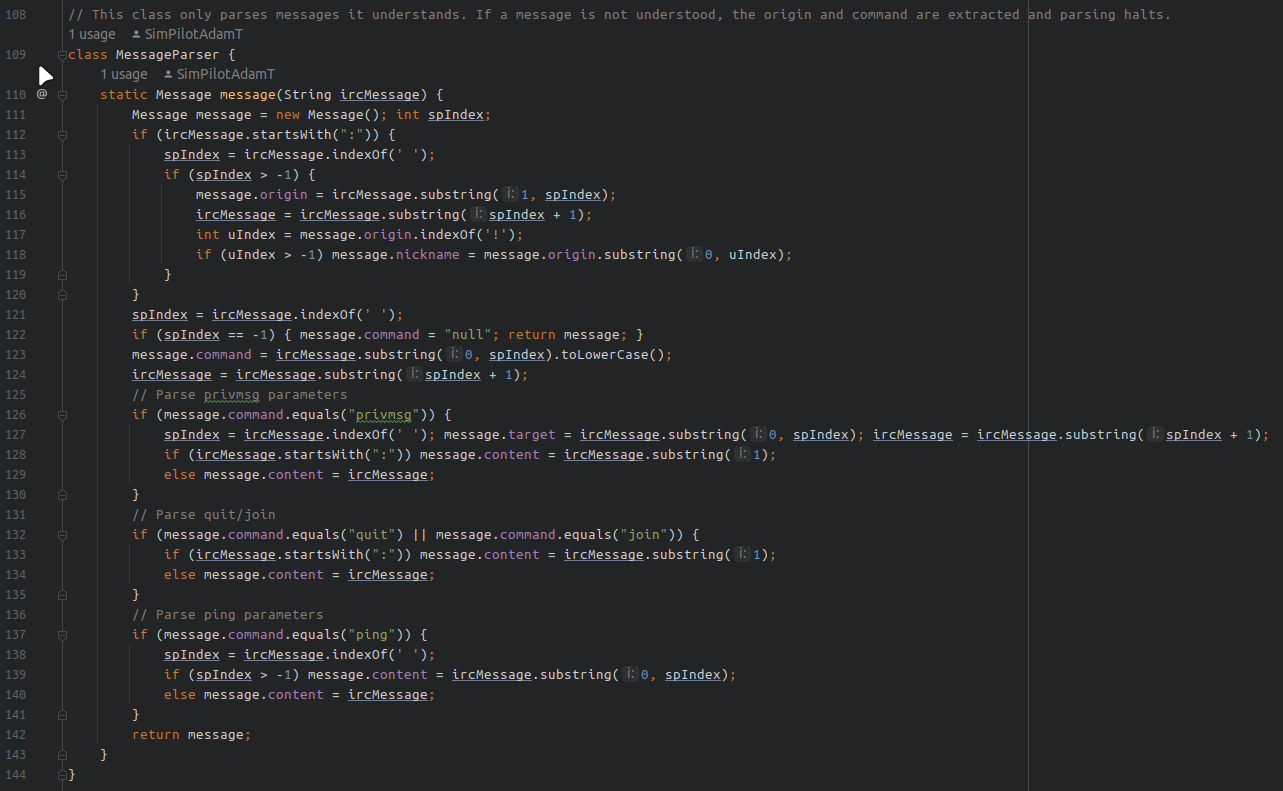 108 // This class only parses messages it understands. If a message is not understood, the origin and command are extracted and parsing halts.
1 usage SimPilotAdamT
109 class MessageParser {
1 usage SimPilotAdamT
110 @ static Message message(String ircMessage) {
111 Message message = new Message(); int spIndex;
112 if (ircMessage.startsWith(":")) {
113 spIndex = ircMessage.indexOf(' ');
114 if (spIndex > -1) {
115 message.origin = ircMessage.substring( i: 1, spIndex);
116 ircMessage = ircMessage.substring( i: spIndex + 1);
117 int uIndex = message.origin.indexOf('!');
118 if (uIndex > -1) message.nickname = message.origin.substring( i: 0, uIndex);
119 }
120 }
121 spIndex = ircMessage.indexOf(' ');
122 if (spIndex == -1) { message.command = "null"; return message; }
123 message.command = ircMessage.substring( i: 0, spIndex).toLowerCase();
124 ircMessage = ircMessage.substring( i: spIndex + 1);
125 // Parse privmsg parameters
126 if (message.command.equals("privmsg")) {
127 spIndex = ircMessage.indexOf(' '); message.target = ircMessage.substring( i: 0, spIndex); ircMessage = ircMessage.substring( i: spIndex + 1);
128 if (ircMessage.startsWith(":")) message.content = ircMessage.substring( i: 1);
129 else message.content = ircMessage;
130 }
131 // Parse quit/join
132 if (message.command.equals("quit") || message.command.equals("join")) {
133 if (ircMessage.startsWith(":")) message.content = ircMessage.substring( i: 1);
134 else message.content = ircMessage;
135 }
136 // Parse ping parameters
137 if (message.command.equals("ping")) {
138 spIndex = ircMessage.indexOf(' ');
139 if (spIndex > -1) message.content = ircMessage.substring( i: 0, spIndex);
140 else message.content = ircMessage;
141 }
142 return message;
143 }
144 }